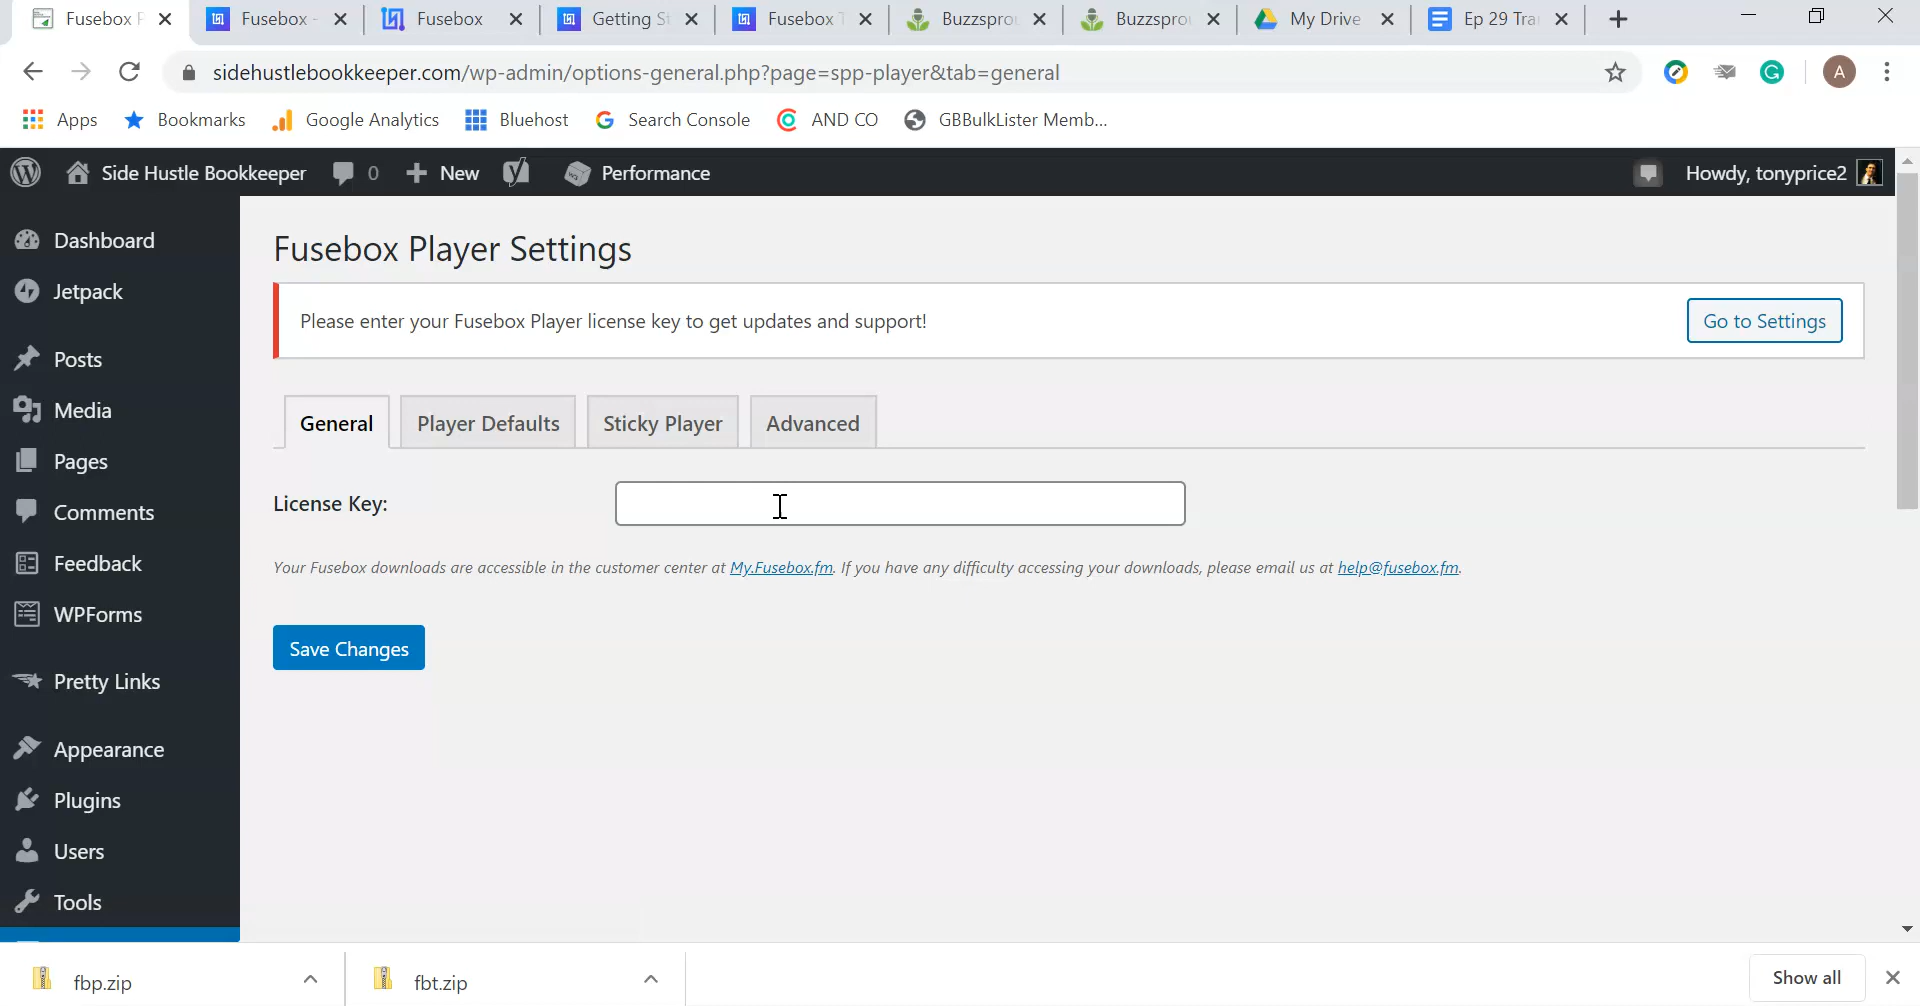 Fusebox P
Fusebox -
Fusebox
Getting St
Fusebox T
Buzzsprou
Buzzsprou
My Drive
Ep 29 Tra
sidehustlebookkeeper.com/wp-admin/options-general.php?page=spp-player&tab=general
A
Apps
Bookmarks
Google Analytics
Bluehost
Search Console
AND CO
GBBulkLister Memb...
Side Hustle Bookkeeper
0
New
Performance
Howdy, tonyprice2
Dashboard
Jetpack
Posts
Media
Pages
Comments
Feedback
WPForms
Pretty Links
Appearance
Plugins
Users
Tools
Fusebox Player Settings
Please enter your Fusebox Player license key to get updates and support!
Go to Settings
General
Player Defaults
Sticky Player
Advanced
License Key:
Your Fusebox downloads are accessible in the customer center at My.Fusebox.fm. If you have any difficulty accessing your downloads, please email us at help@fusebox.fm.
Save Changes
fbp.zip
fbt.zip
Show all